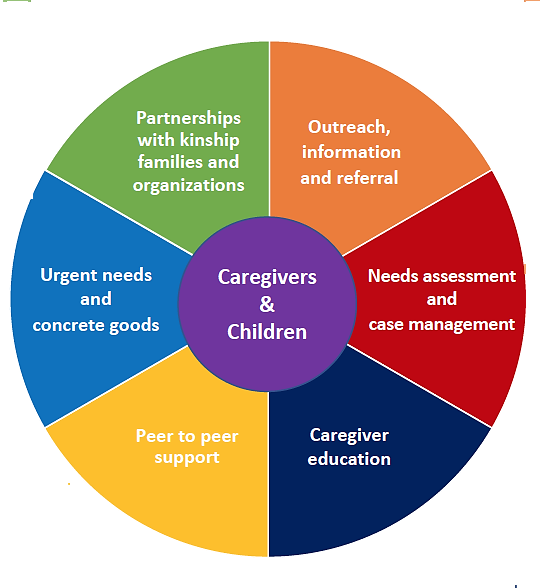 Partnerships
with kinship
families and
organizations
Outreach,
information
and referral
Urgent needs
and
concrete goods
Caregivers
&
Children
Needs assessment
and
case management
Peer to peer
support
Caregiver
education